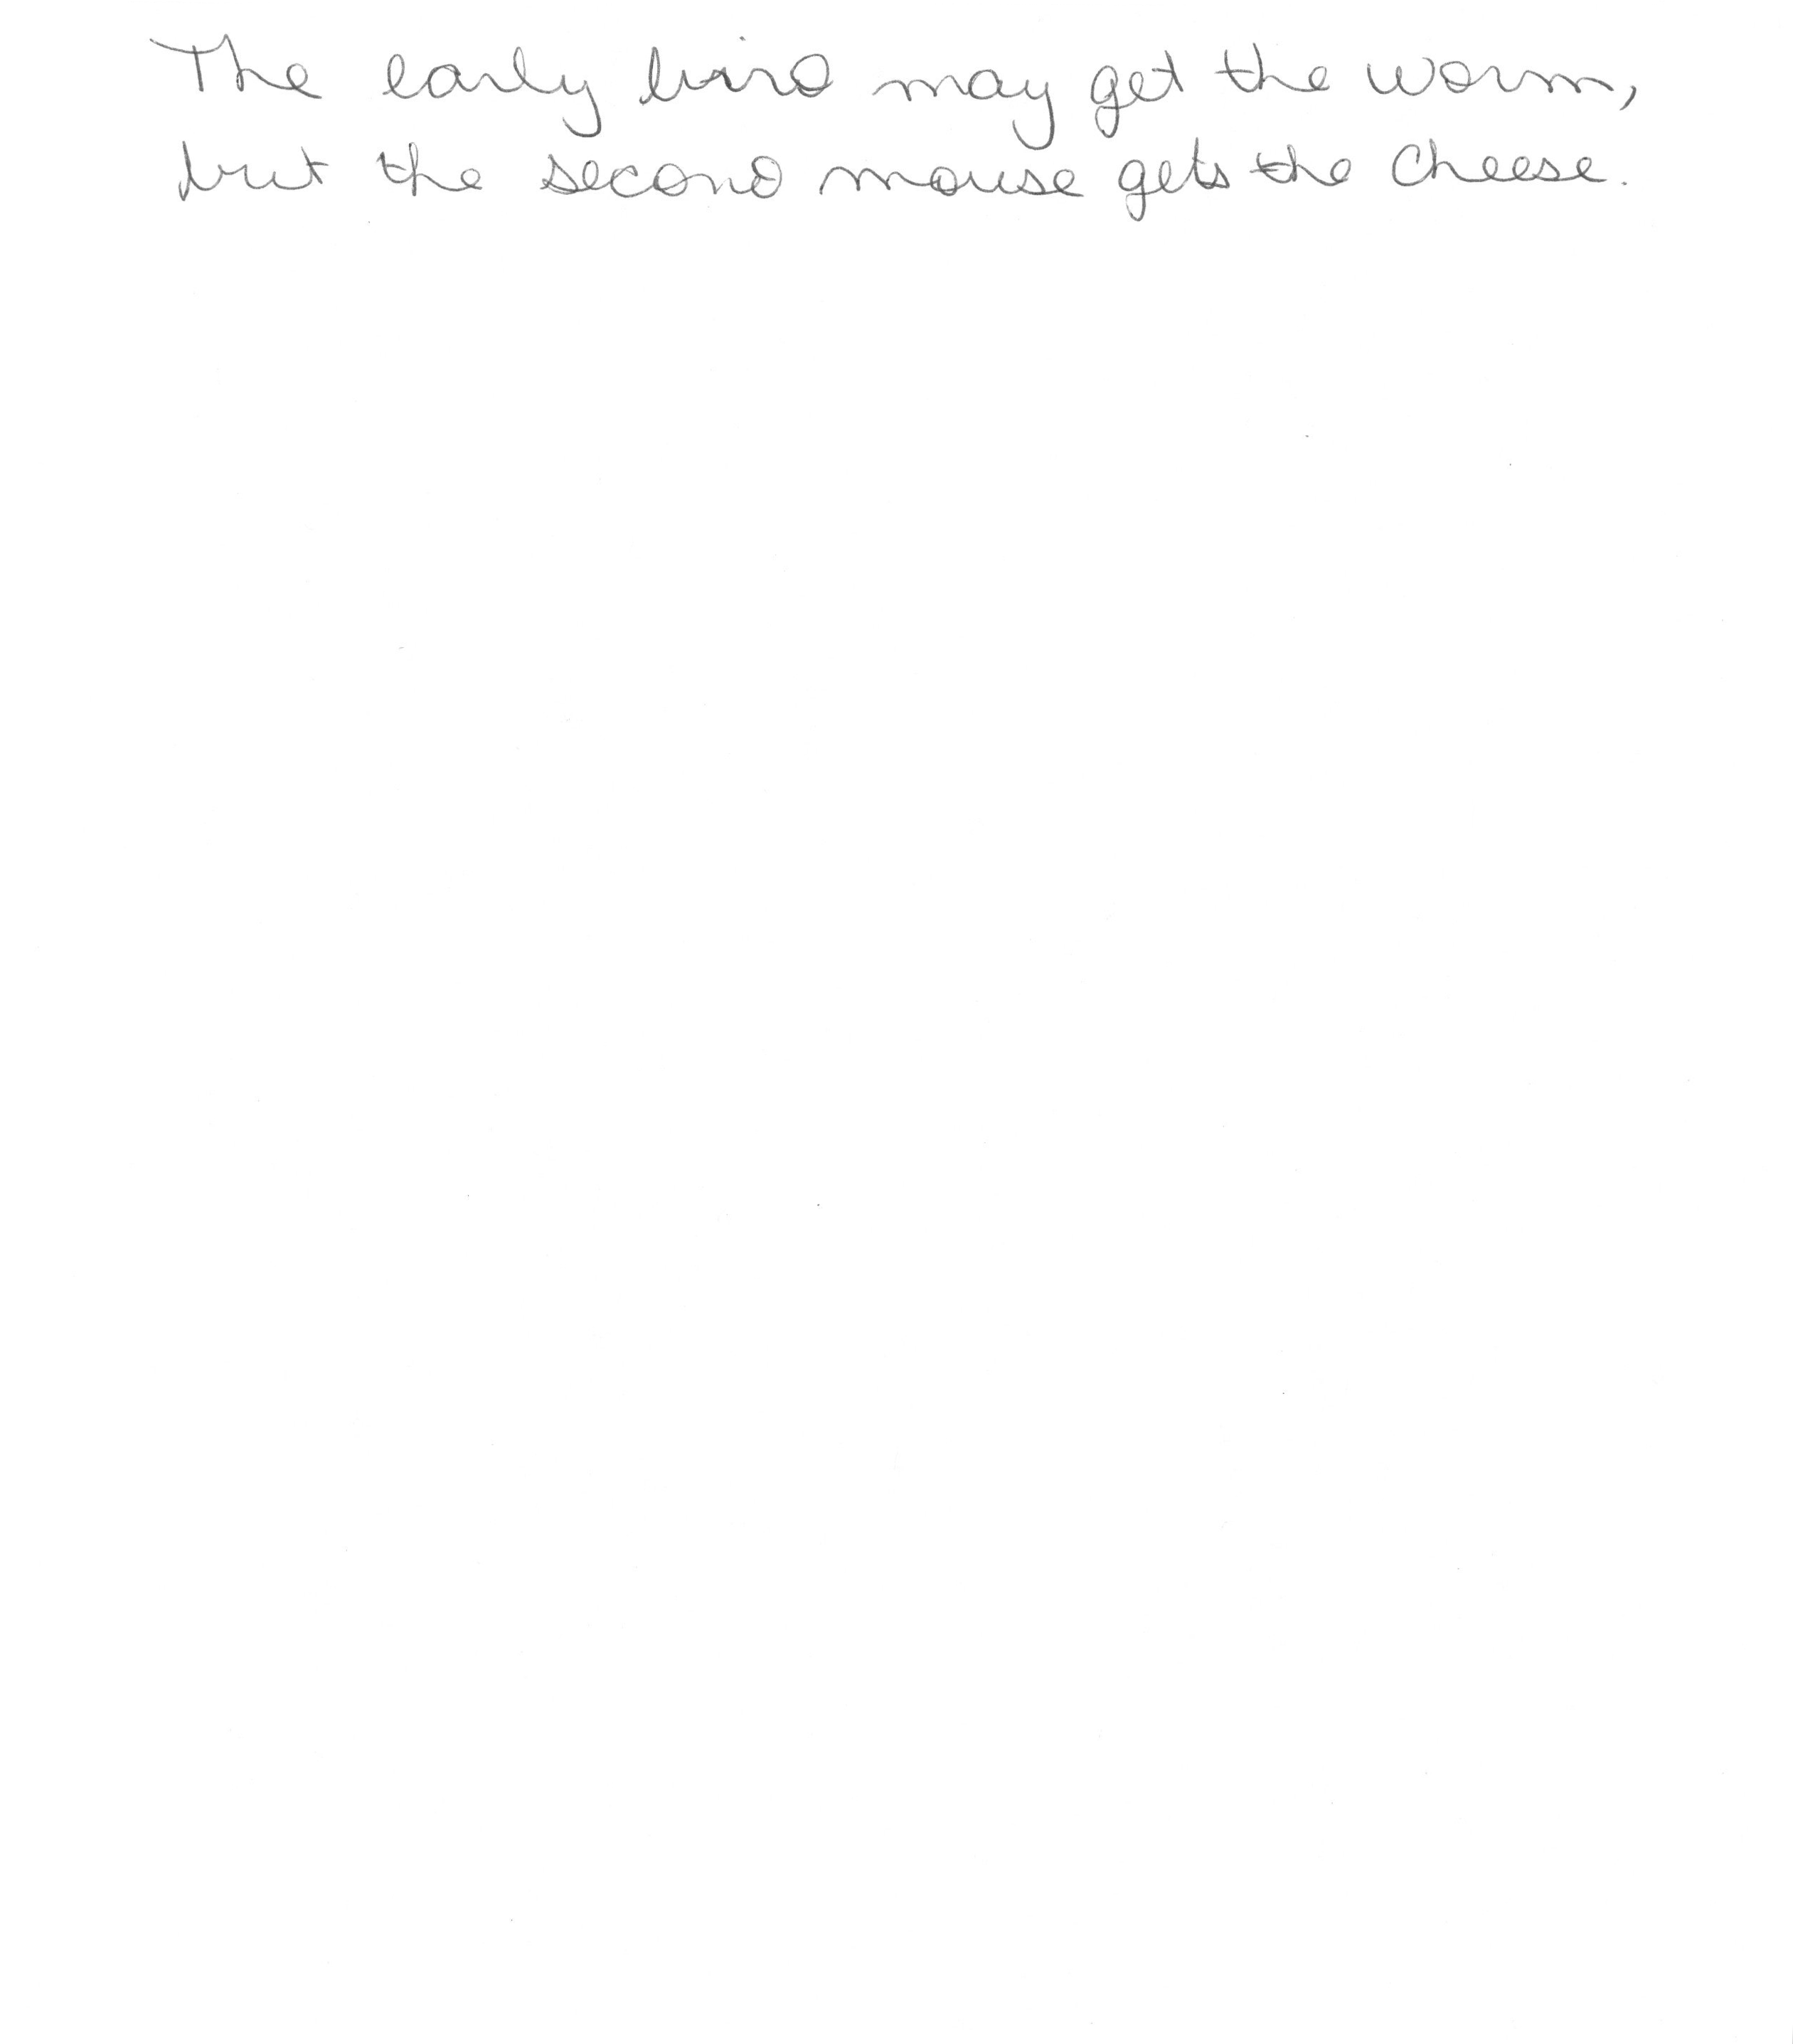 The early bird may get the worm,
but the second mouse gets the cheese.